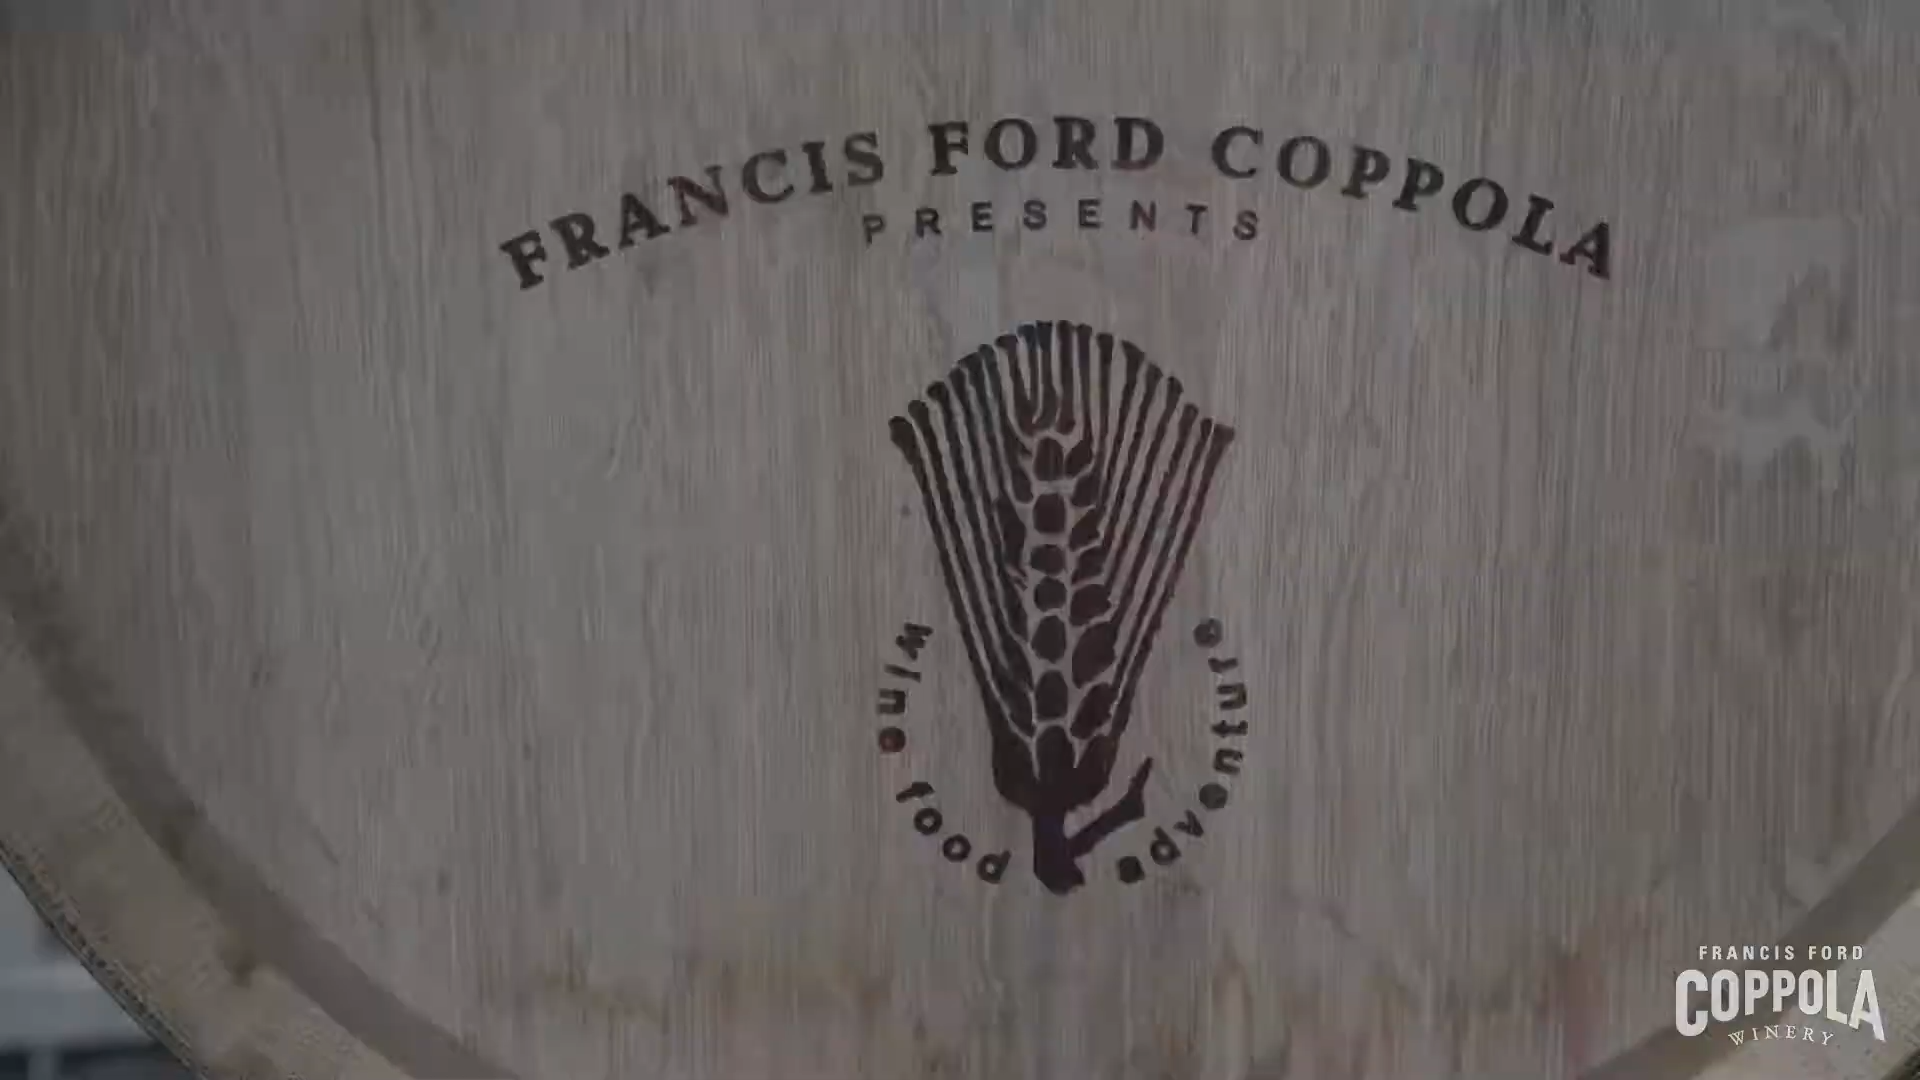 FRANCIS FORD COPPOLA
PRESENTS
wine food adventure
FRANCIS FORD
COPPOLA
WINERY